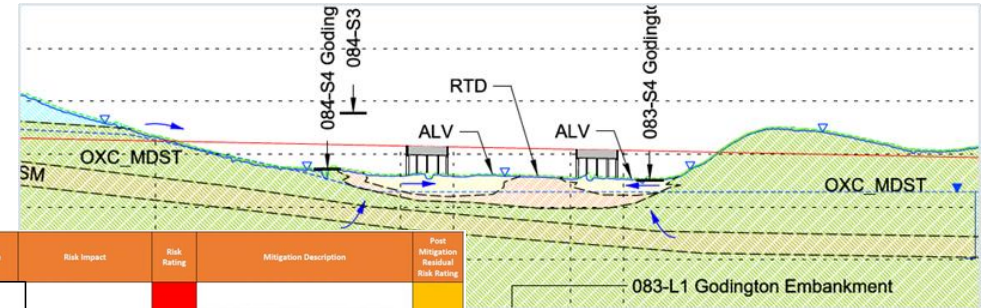 084-S4 Goding
084-S3
083-S4 Godingt
RTD
ALV
ALV
OXC_MDST
SM
OXC_MDST
Risk Impact
Risk
Rating
Mitigation Description
Post
Mitigation
Residual
Risk Rating
083-L1 Godington Embankment